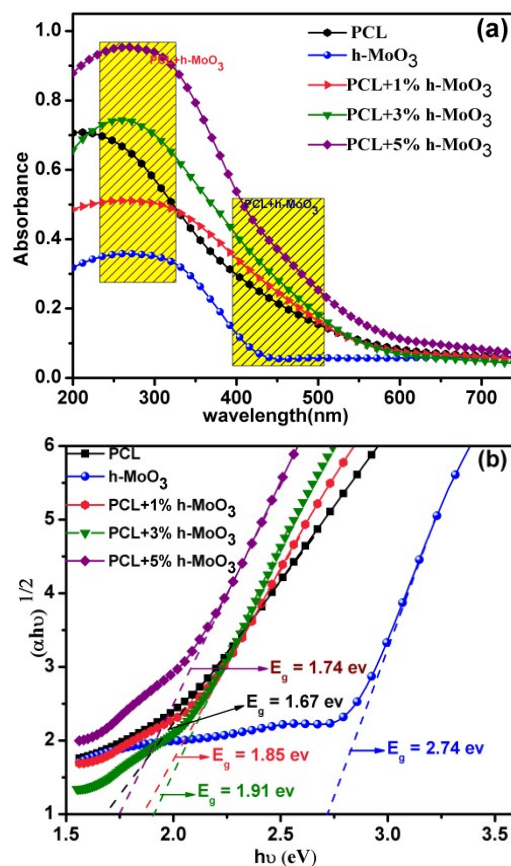 (a)
PCL
h-MoO3
PCL+1% h-MoO3
PCL+3% h-MoO3
PCL+5% h-MoO3
PCL+h-MoO3
PCL+h-MoO3
Absorbance
1.0
0.8
0.6
0.4
0.2
0.0
200 300 400 500 600 700
wavelength(nm)
(b)
PCL
h-MoO3
PCL+1% h-MoO3
PCL+3% h-MoO3
PCL+5% h-MoO3
(αhυ) 1/2
6
5
4
3
2
1
Eg = 1.74 ev
Eg = 1.67 ev
Eg = 1.85 ev
Eg = 1.91 ev
Eg = 2.74 ev
1.5 2.0 2.5 3.0 3.5
hυ (eV)